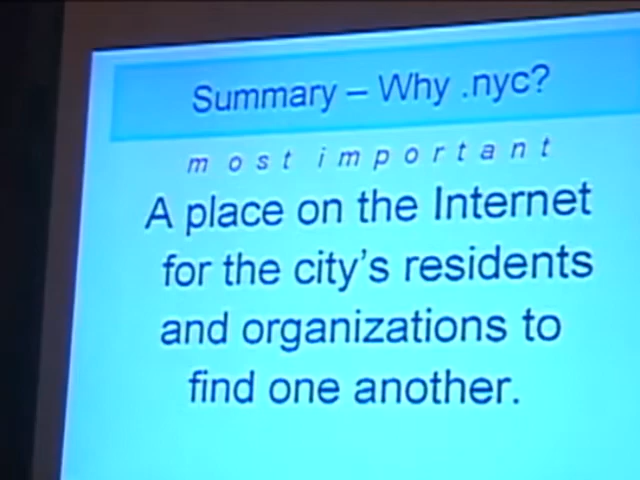 Summary – Why .nyc?
most important
A place on the Internet
for the city’s residents
and organizations to
find one another.